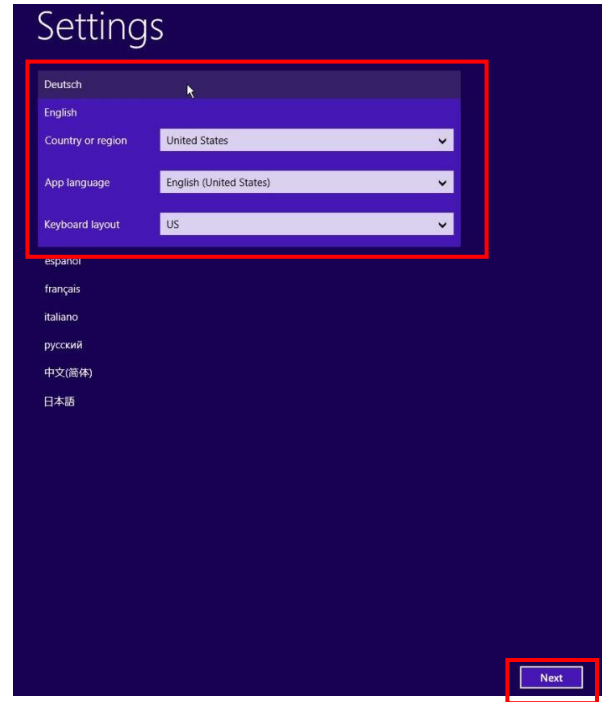 Settings
Deutsch
English
Country or region United States
App language English (United States)
Keyboard layout US
español
français
italiano
русский
中文(简体)
日本語
Next